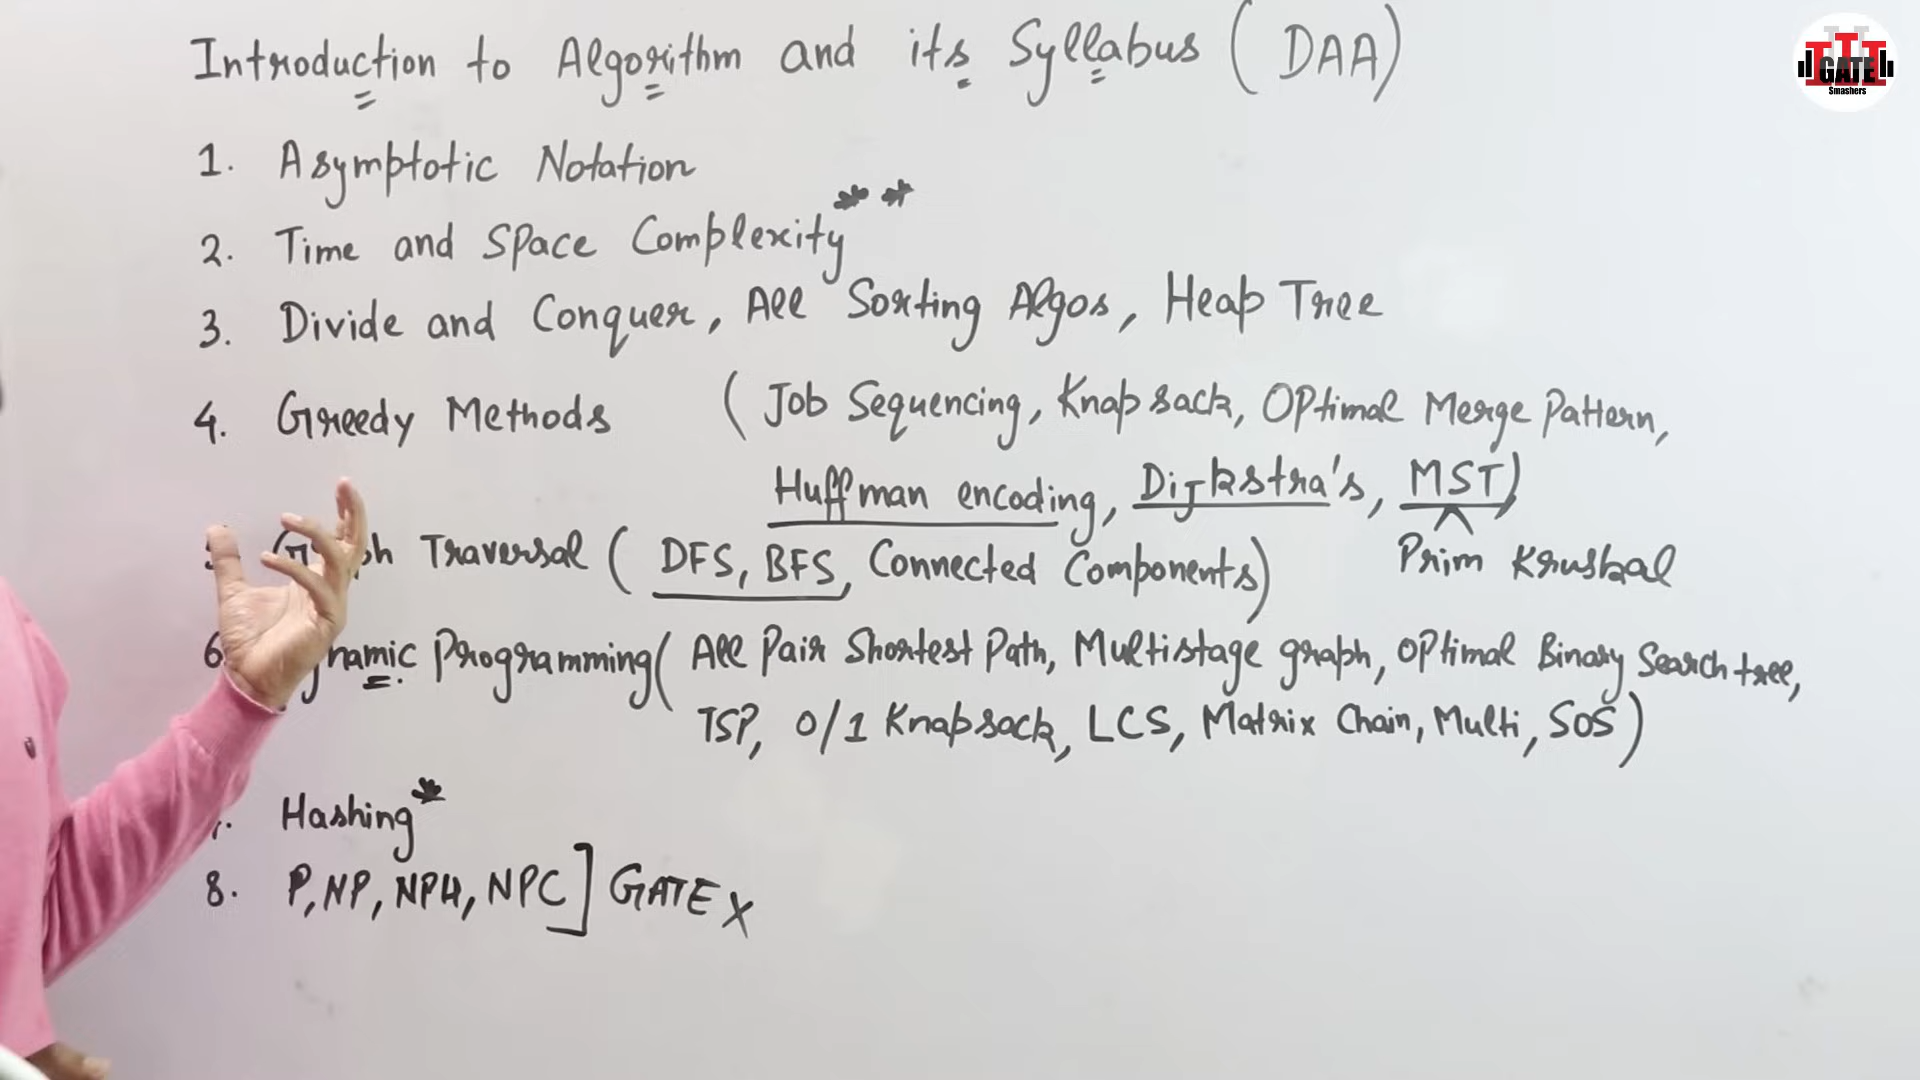 Introduction to Algorithm and its Syllabus ( DAA )
GATE
Smashers
1. Asymptotic Notation
2. Time and Space Complexity**
3. Divide and Conquer, All Sorting Algos, Heap Tree
4. Greedy Methods ( Job Sequencing, Knapsack, Optimal Merge Pattern,
Huffman encoding, Dijkstra's, MST)
Prim Kruskal
Traversal ( DFS, BFS, Connected Components)
6. Programming( All Pair Shortest Path, Multistage graph, Optimal Binary Search tree,
TSP, 0/1 Knapsack, LCS, Matrix Chain, Multi, SOS )
Hashing*
8. P, NP, NPH, NPC ] GATE X